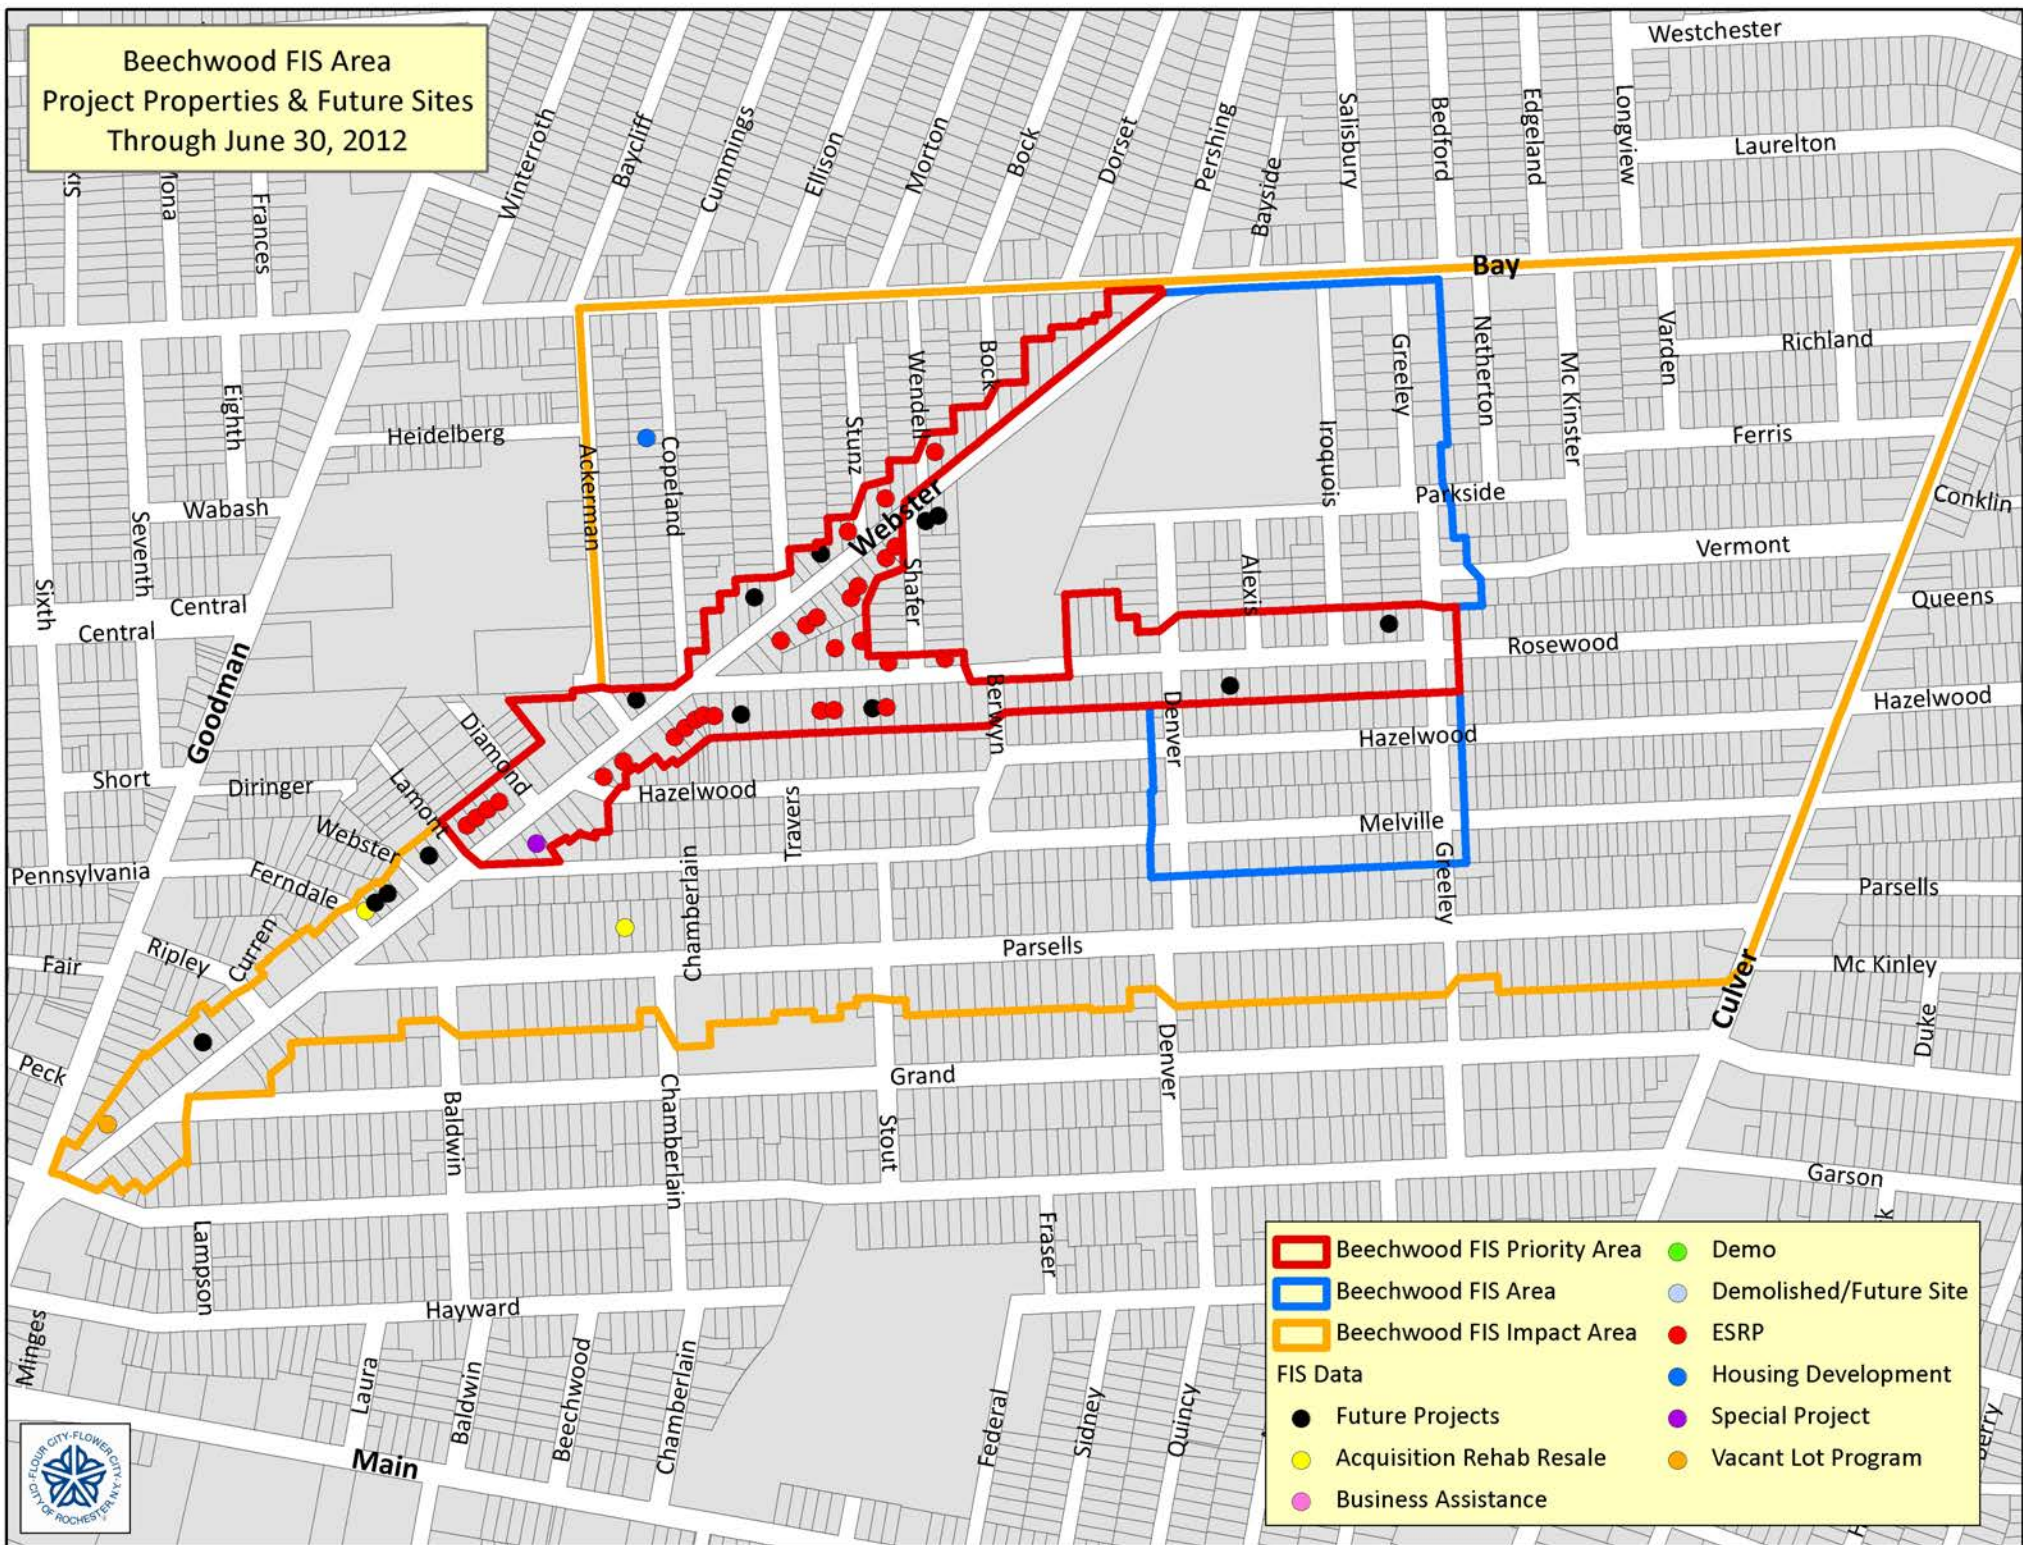 Beechwood FIS Area
Project Properties & Future Sites
Through June 30, 2012
Westchester
Laurelton
Winterroth
Baycliff
Cummings
Ellison
Morton
Bock
Dorset
Pershing
Bayside
Salisbury
Bedford
Edgeland
Longview
Frances
Bay
Eighth
Heidelberg
Wabash
Seventh
Sixth
Central
Central
Goodman
Ackerman
Copeland
Stunz
Wendell
Bock
Webster
Shafer
Iroquois
Greeley
Netherton
Mc Kinster
Varden
Richland
Ferris
Parkside
Conklin
Vermont
Alexis
Queens
Rosewood
Hazelwood
Berwyn
Denver
Hazelwood
Short
Diringer
Diamond
Lamont
Webster
Hazelwood
Travers
Melville
Greeley
Pennsylvania
Ferndale
Chamberlain
Parsells
Fair
Ripley
Curren
Parsells
Mc Kinley
Culver
Duke
Peck
Grand
Denver
Baldwin
Chamberlain
Stout
Garson
Lampson
Fraser
Hayward
Minges
Laura
Baldwin
Beechwood
Chamberlain
Federal
Sidney
Quincy
Main
Beechwood FIS Priority Area
Beechwood FIS Area
Beechwood FIS Impact Area
FIS Data
Future Projects
Acquisition Rehab Resale
Business Assistance
Demo
Demolished/Future Site
ESRP
Housing Development
Special Project
Vacant Lot Program
FLOUR CITY-FLOWER CITY
CITY OF ROCHESTER, N.Y.